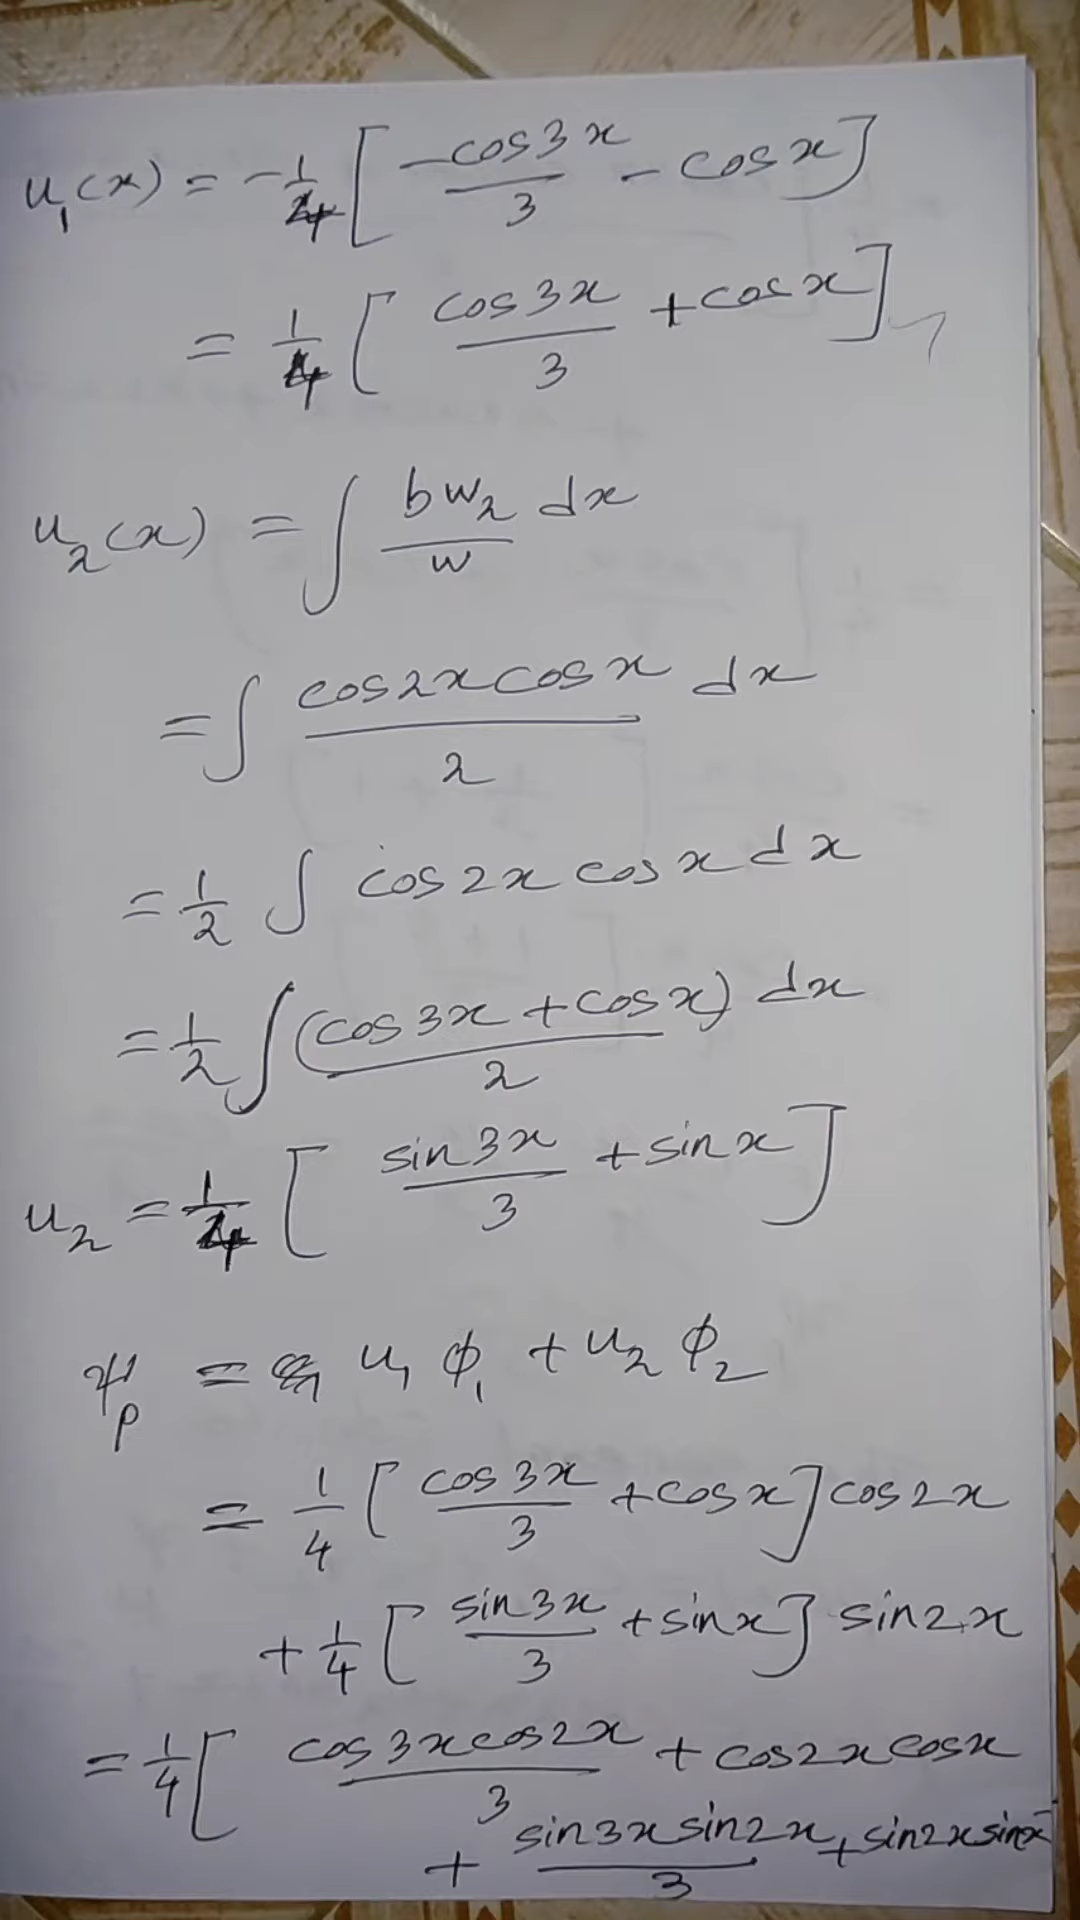 u₁(x) = -1/4 [ -cos3x/3 - cosx ]
= 1/4 [ cos3x/3 + cosx ]
u₂(x) = ∫ bw₂/w dx
= ∫ cos2x cosx/2 dx
= 1/2 ∫ cos2x cosx dx
= 1/2 ∫ (cos3x + cosx)/2 dx
u₂ = 1/4 [ sin3x/3 + sinx ]
ψp = u₁ ϕ₁ + u₂ ϕ₂
= 1/4 [ cos3x/3 + cosx ] cos2x
+ 1/4 [ sin3x/3 + sinx ] sin2x
= 1/4 [ cos3x cos2x/3 + cos2x cosx
+ sin3x sin2x/3 + sin2x sinx